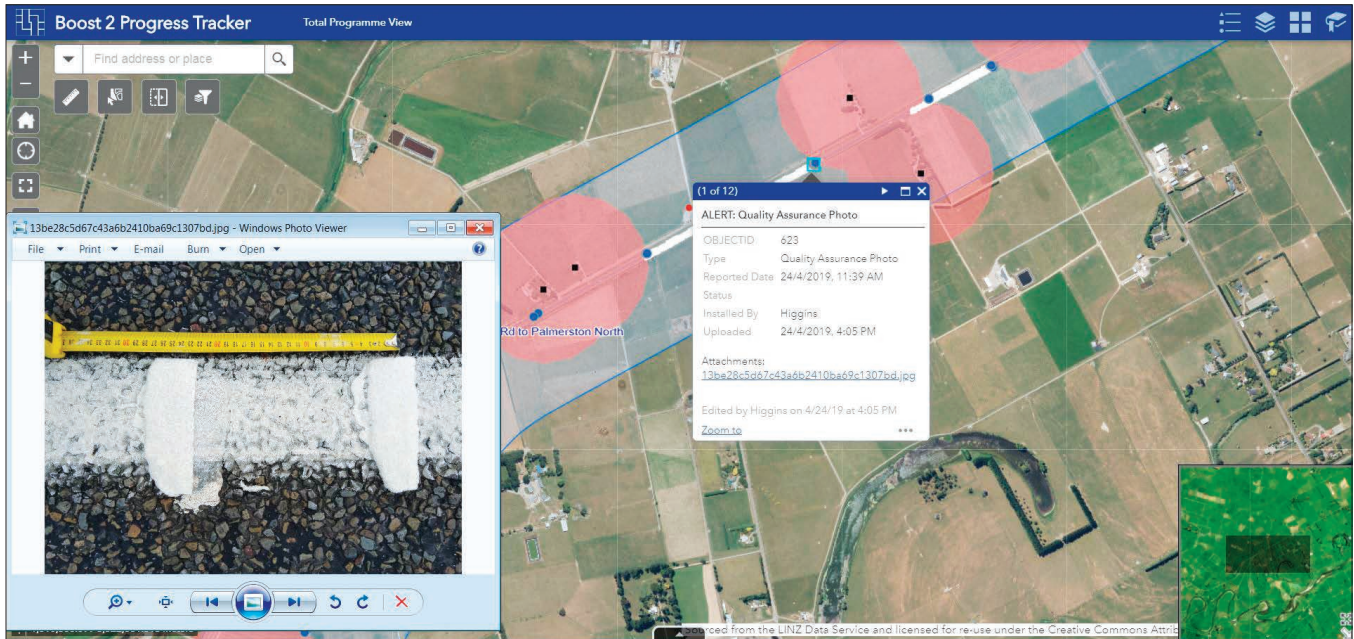 Boost 2 Progress Tracker
Total Programme View
Find address or place
(1 of 12)
ALERT: Quality Assurance Photo
OBJECTID 623
Type Quality Assurance Photo
Reported Date 24/4/2019, 11:39 AM
Status
Installed By Higgins
Uploaded 24/4/2019, 4:05 PM
Attachments:
13be28c5d67c43a6b2410ba69c1307bd.jpg
Edited by Higgins on 4/24/19 at 4:05 PM
Zoom to
13be28c5d67c43a6b2410ba69c1307bd.jpg - Windows Photo Viewer
File Print E-mail Burn Open
Rd to Palmerston North
Sourced from the LINZ Data Service and licensed for re-use under the Creative Commons Attrib